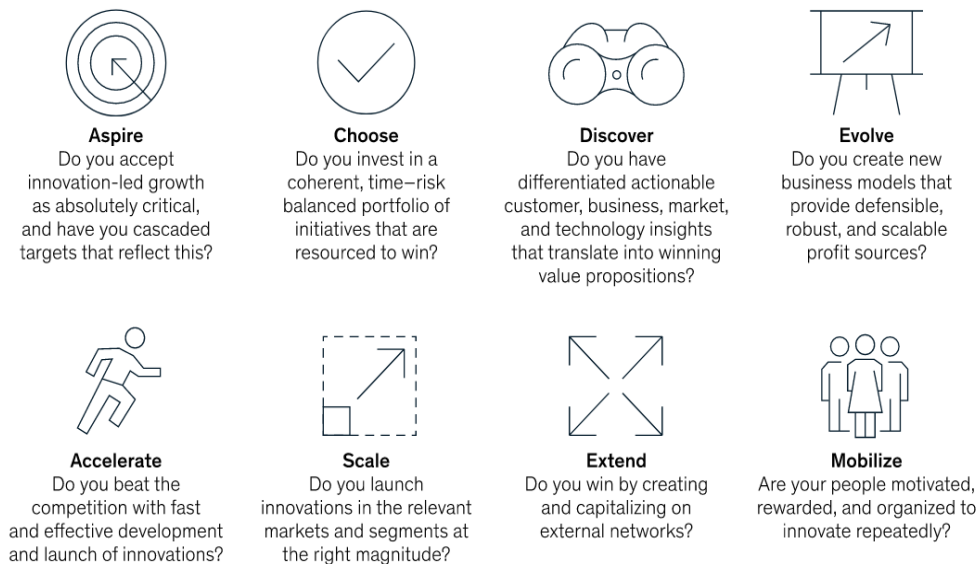 Aspire
Do you accept
innovation-led growth
as absolutely critical,
and have you cascaded
targets that reflect this?
Choose
Do you invest in a
coherent, time–risk
balanced portfolio of
initiatives that are
resourced to win?
Discover
Do you have
differentiated actionable
customer, business, market,
and technology insights
that translate into winning
value propositions?
Evolve
Do you create new
business models that
provide defensible,
robust, and scalable
profit sources?
Accelerate
Do you beat the
competition with fast
and effective development
and launch of innovations?
Scale
Do you launch
innovations in the relevant
markets and segments at
the right magnitude?
Extend
Do you win by creating
and capitalizing on
external networks?
Mobilize
Are your people motivated,
rewarded, and organized to
innovate repeatedly?